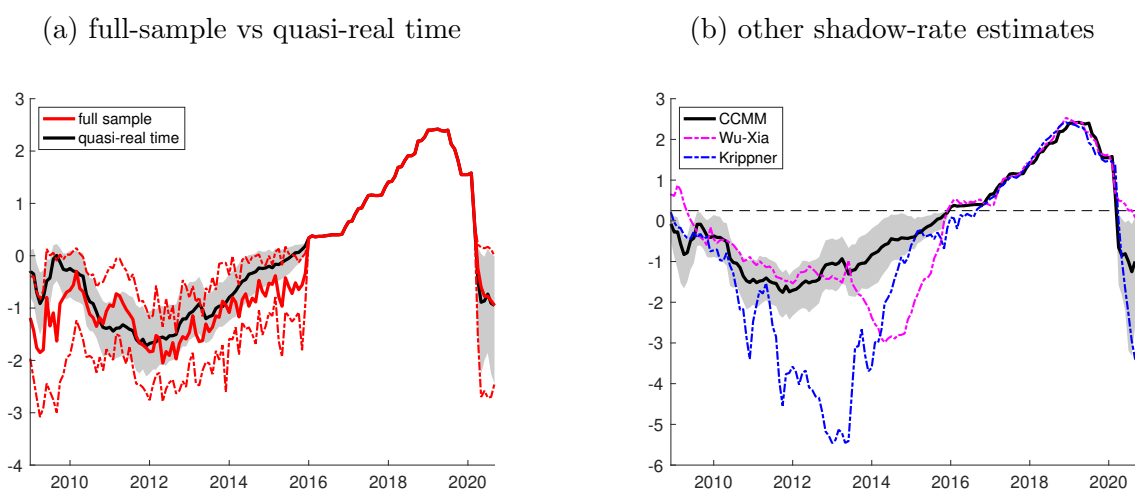 (a) full-sample vs quasi-real time
3
2
1
0
-1
-2
-3
-4
2010 2012 2014 2016 2018 2020
full sample
quasi-real time
(b) other shadow-rate estimates
3
2
1
0
-1
-2
-3
-4
-5
-6
2010 2012 2014 2016 2018 2020
CCMM
Wu-Xia
Krippner